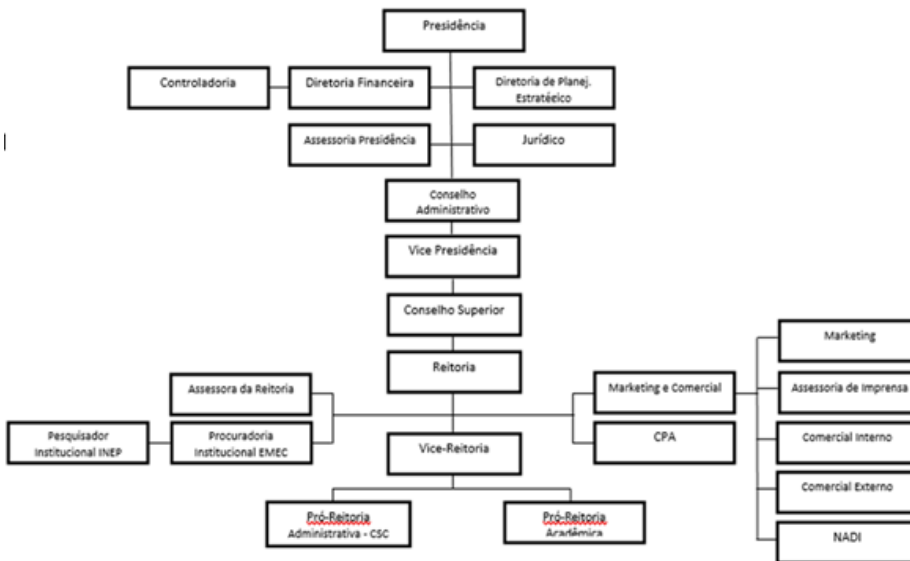 Presidência
Controladoria
Diretoria Financeira
Diretoria de Planej.
Estratéeico
Assessoria Presidência
Jurídico
Conselho
Administrativo
Vice Presidência
Conselho Superior
Reitoria
Marketing
Assessora da Reitoria
Marketing e Comercial
Assessoria de Imprensa
Pesquisador
Institucional INEP
Procuradoria
Institucional EMEC
Vice-Reitoria
CPA
Comercial Interno
Comercial Externo
Pró-Reitoria
Administrativa - CSC
Pró-Reitoria
Acadêmica
NADI